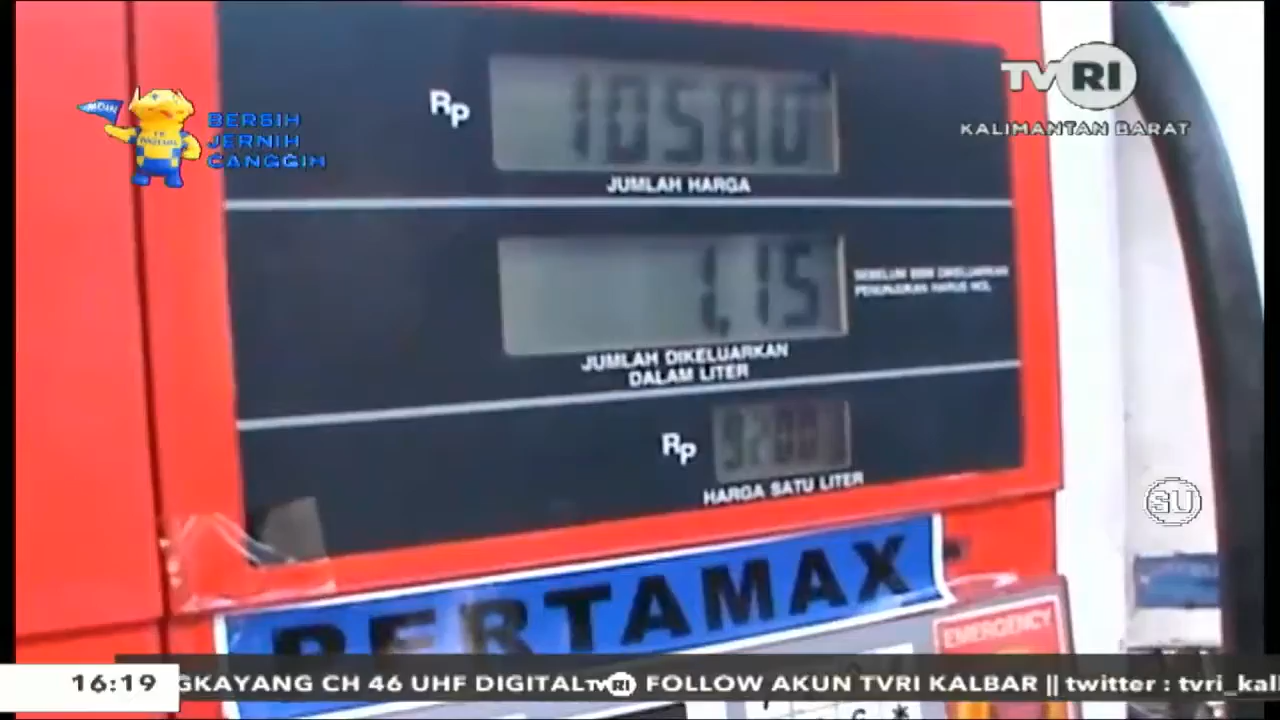 BERSIH
JERNIH
CANGGIH
TVRI
KALIMANTAN BARAT
Rp 10580
JUMLAH HARGA
1.15
SEBELUM BBM DIKELUARKAN
PENUNJUKAN HARUS NOL
JUMLAH DIKELUARKAN
DALAM LITER
Rp 9200
HARGA SATU LITER
SU
PERTAMAX
EMERGENCY
16:19 GKAYANG CH 46 UHF DIGITAL TVRI FOLLOW AKUN TVRI KALBAR || twitter : tvri_kal